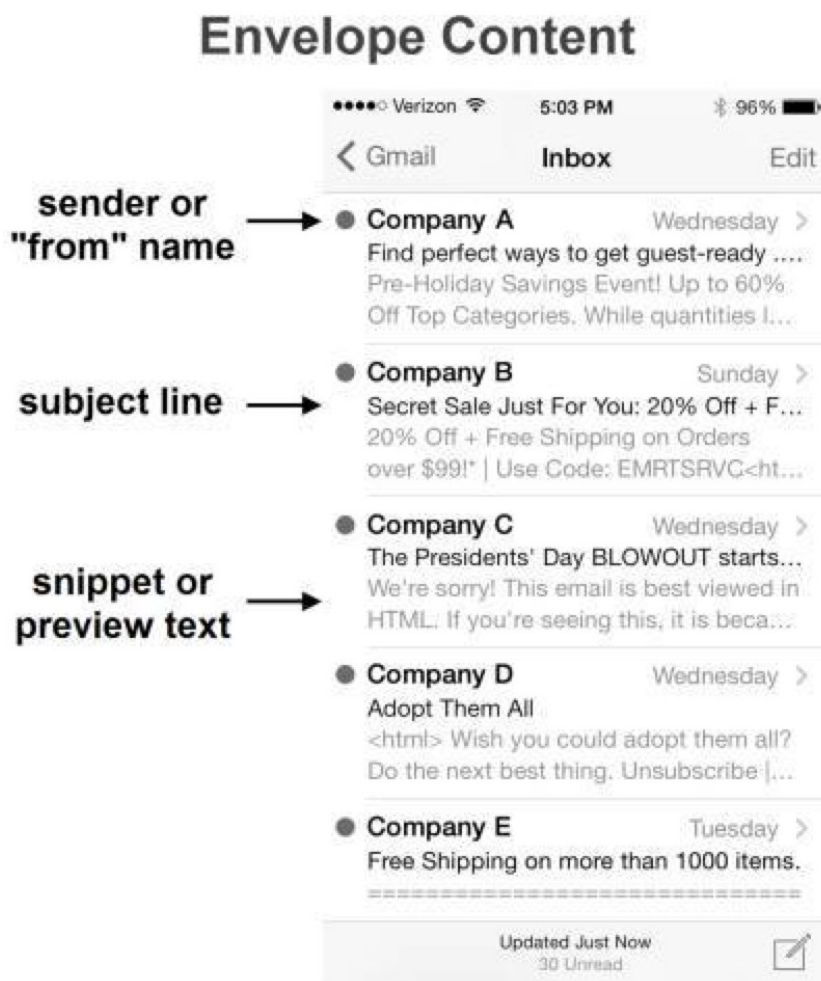 Envelope Content
●●●●○ Verizon 5:03 PM 96%
Gmail Inbox Edit
sender or
"from" name
Company A Wednesday
Find perfect ways to get guest-ready ....
Pre-Holiday Savings Event! Up to 60%
Off Top Categories. While quantities l...
subject line
Company B Sunday
Secret Sale Just For You: 20% Off + F...
20% Off + Free Shipping on Orders
over $99!* | Use Code: EMRTSRVC<ht...
snippet or
preview text
Company C Wednesday
The Presidents' Day BLOWOUT starts...
We're sorry! This email is best viewed in
HTML. If you're seeing this, it is beca...
Company D Wednesday
Adopt Them All
<html> Wish you could adopt them all?
Do the next best thing. Unsubscribe |...
Company E Tuesday
Free Shipping on more than 1000 items.
================================
Updated Just Now
30 Unread